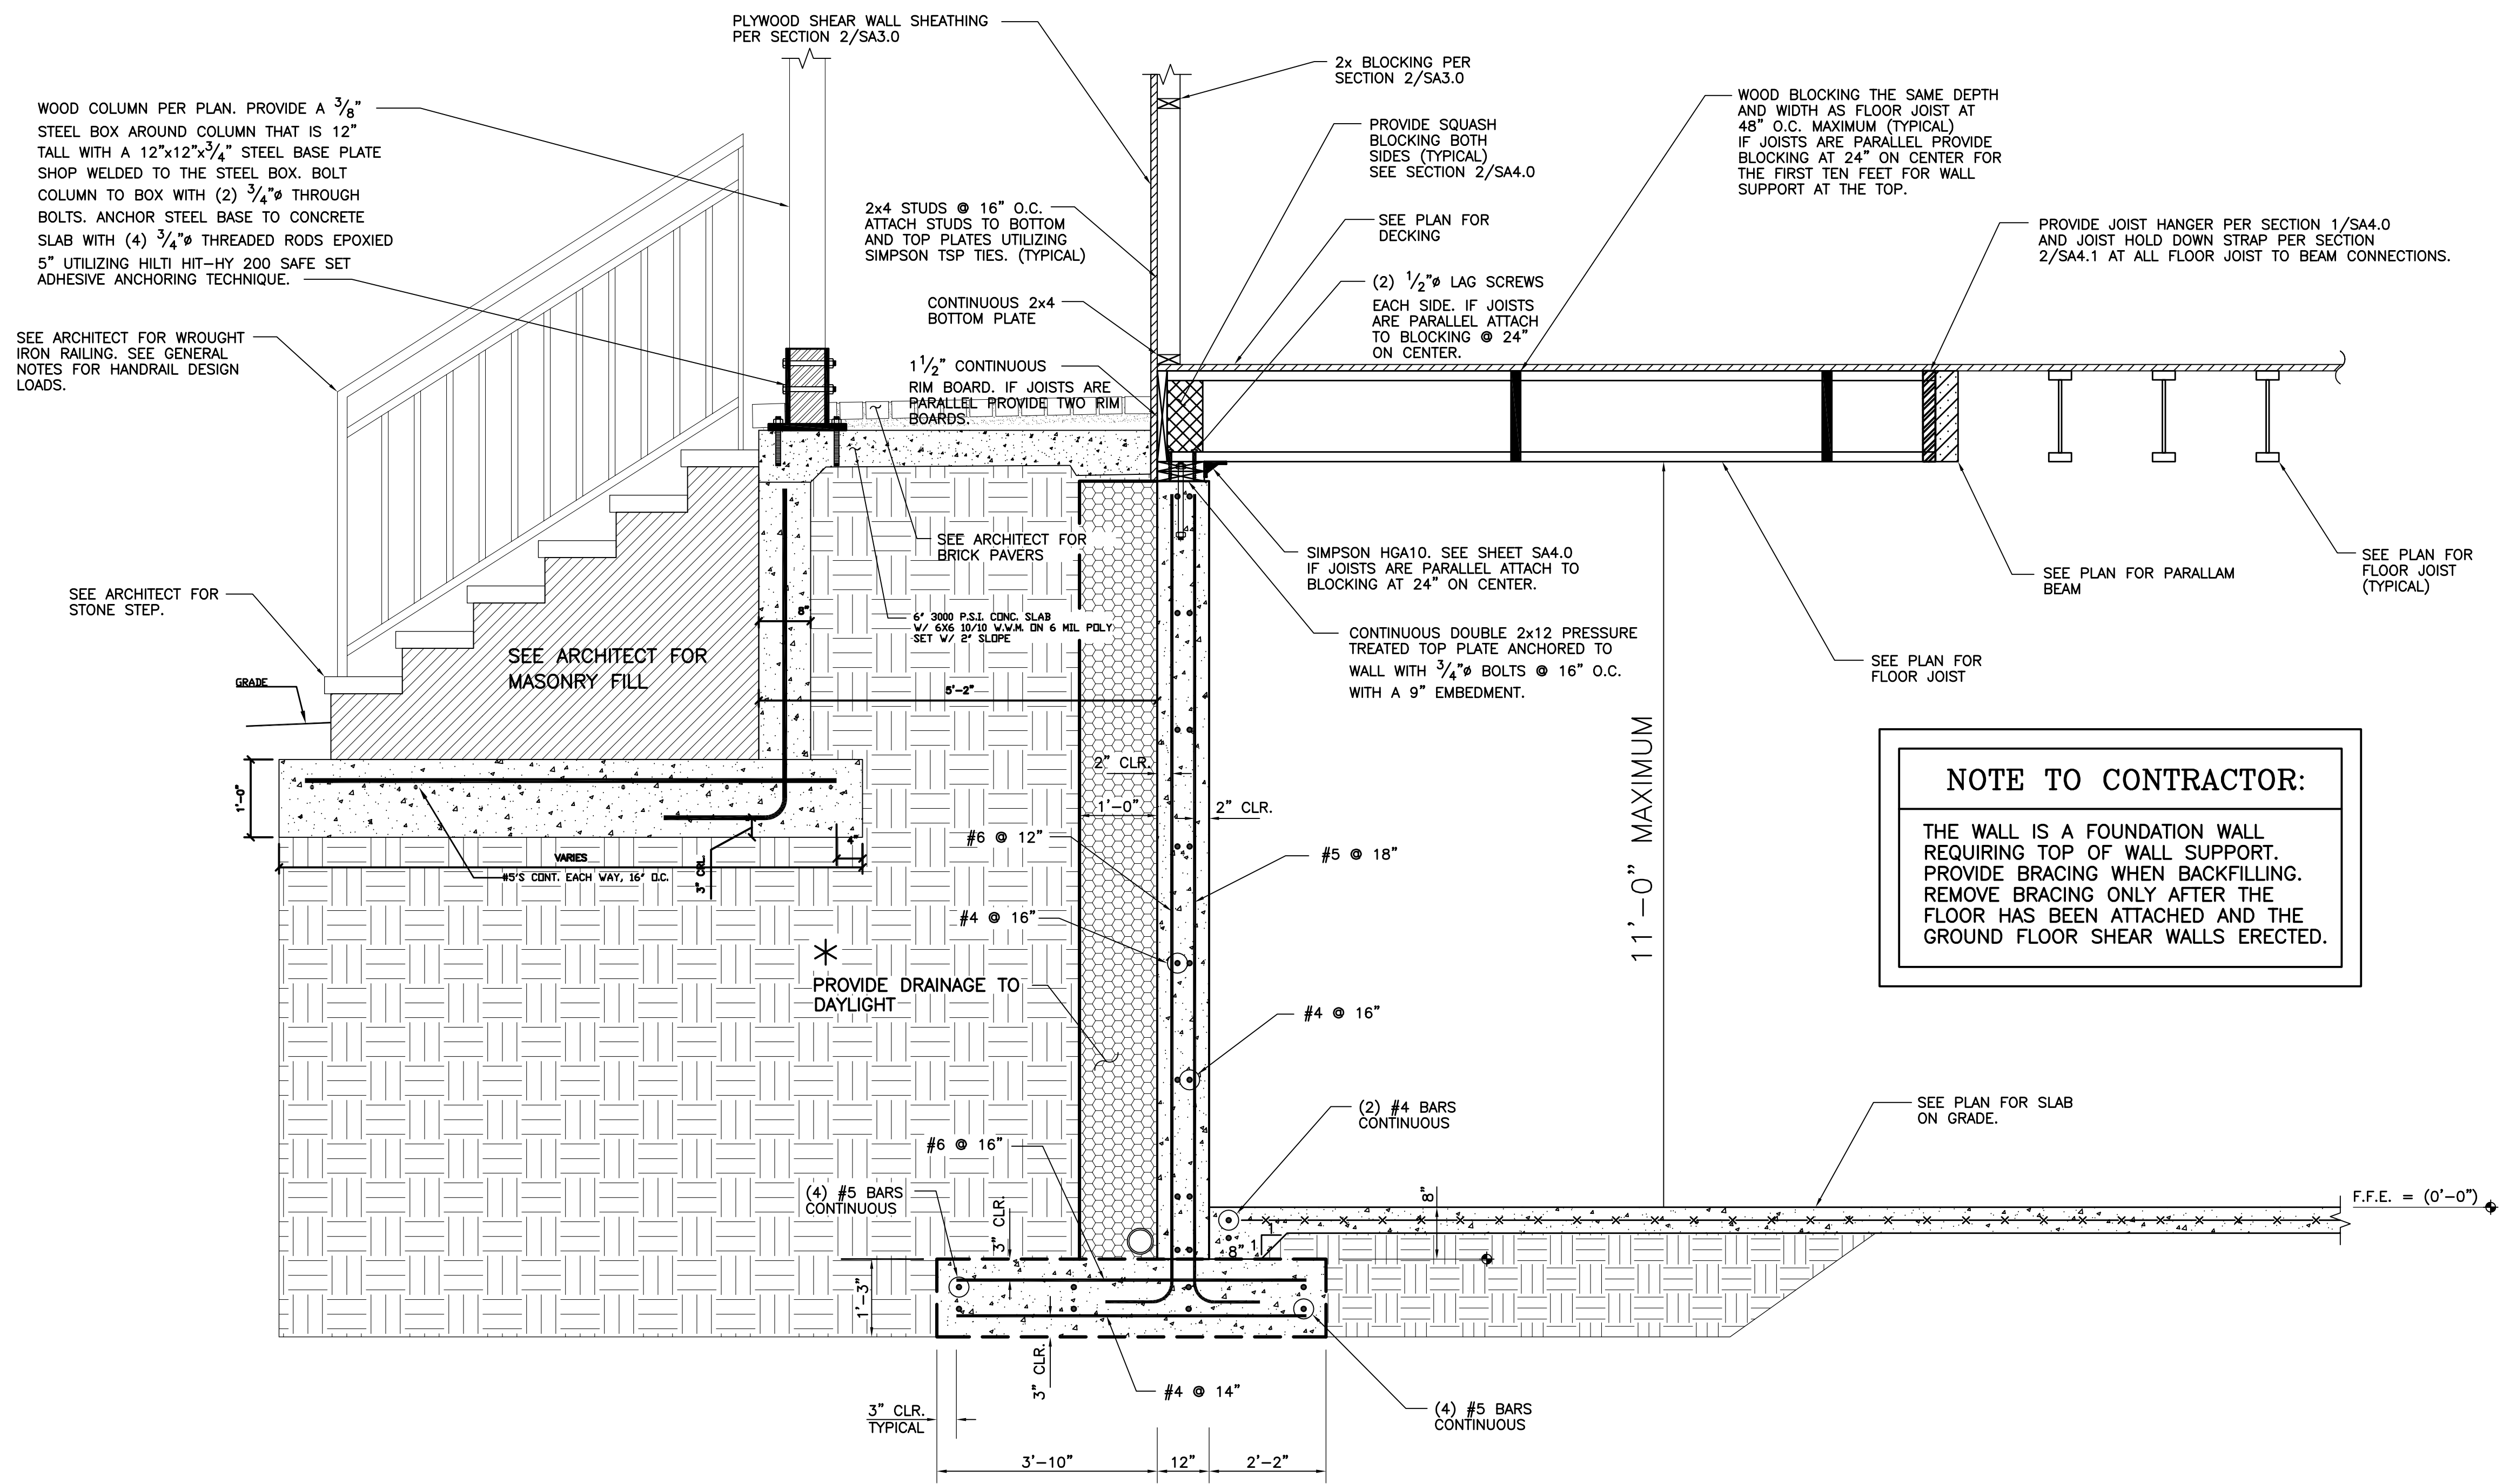 PLYWOOD SHEAR WALL SHEATHING
PER SECTION 2/SA3.0
2x BLOCKING PER
SECTION 2/SA3.0
WOOD COLUMN PER PLAN. PROVIDE A 3/8"
STEEL BOX AROUND COLUMN THAT IS 12"
TALL WITH A 12"x12"x3/4" STEEL BASE PLATE
SHOP WELDED TO THE STEEL BOX. BOLT
COLUMN TO BOX WITH (2) 3/4"ø THROUGH
BOLTS. ANCHOR STEEL BASE TO CONCRETE
SLAB WITH (4) 3/4"ø THREADED RODS EPOXIED
5" UTILIZING HILTI HIT-HY 200 SAFE SET
ADHESIVE ANCHORING TECHNIQUE.
PROVIDE SQUASH
BLOCKING BOTH
SIDES (TYPICAL)
SEE SECTION 2/SA4.0
WOOD BLOCKING THE SAME DEPTH
AND WIDTH AS FLOOR JOIST AT
48" O.C. MAXIMUM (TYPICAL)
IF JOISTS ARE PARALLEL PROVIDE
BLOCKING AT 24" ON CENTER FOR
THE FIRST TEN FEET FOR WALL
SUPPORT AT THE TOP.
2x4 STUDS @ 16" O.C.
ATTACH STUDS TO BOTTOM
AND TOP PLATES UTILIZING
SIMPSON TSP TIES. (TYPICAL)
SEE PLAN FOR
DECKING
PROVIDE JOIST HANGER PER SECTION 1/SA4.0
AND JOIST HOLD DOWN STRAP PER SECTION
2/SA4.1 AT ALL FLOOR JOIST TO BEAM CONNECTIONS.
(2) 1/2"ø LAG SCREWS
EACH SIDE. IF JOISTS
ARE PARALLEL ATTACH
TO BLOCKING @ 24"
ON CENTER.
CONTINUOUS 2x4
BOTTOM PLATE
SEE ARCHITECT FOR WROUGHT
IRON RAILING. SEE GENERAL
NOTES FOR HANDRAIL DESIGN
LOADS.
1 1/2" CONTINUOUS
RIM BOARD. IF JOISTS ARE
PARALLEL PROVIDE TWO RIM
BOARDS.
SEE ARCHITECT FOR
BRICK PAVERS
SIMPSON HGA10. SEE SHEET SA4.0
IF JOISTS ARE PARALLEL ATTACH TO
BLOCKING AT 24" ON CENTER.
SEE PLAN FOR PARALLAM
BEAM
SEE PLAN FOR
FLOOR JOIST
(TYPICAL)
SEE ARCHITECT FOR
STONE STEP.
8"
6" 3000 P.S.I. CONC. SLAB
W/ 6X6 10/10 W.W.M. ON 6 MIL POLY
SET W/ 2" SLOPE
CONTINUOUS DOUBLE 2x12 PRESSURE
TREATED TOP PLATE ANCHORED TO
WALL WITH 3/4"ø BOLTS @ 16" O.C.
WITH A 9" EMBEDMENT.
SEE PLAN FOR
FLOOR JOIST
SEE ARCHITECT FOR
MASONRY FILL
GRADE
5'-2"
11'-0" MAXIMUM
NOTE TO CONTRACTOR:
THE WALL IS A FOUNDATION WALL
REQUIRING TOP OF WALL SUPPORT.
PROVIDE BRACING WHEN BACKFILLING.
REMOVE BRACING ONLY AFTER THE
FLOOR HAS BEEN ATTACHED AND THE
GROUND FLOOR SHEAR WALLS ERECTED.
2" CLR.
1'-0"
1'-0"
2" CLR.
#6 @ 12"
#5 @ 18"
4"
VARIES
3" CRL.
#5'S CONT. EACH WAY, 16" O.C.
#4 @ 16"
*
PROVIDE DRAINAGE TO
DAYLIGHT
#4 @ 16"
(2) #4 BARS
CONTINUOUS
SEE PLAN FOR SLAB
ON GRADE.
#6 @ 16"
(4) #5 BARS
CONTINUOUS
3" CLR.
8"
F.F.E. = (0'-0")
8"
1
1
1'-3"
3" CLR.
#4 @ 14"
3" CLR.
TYPICAL
(4) #5 BARS
CONTINUOUS
3'-10"
12"
2'-2"